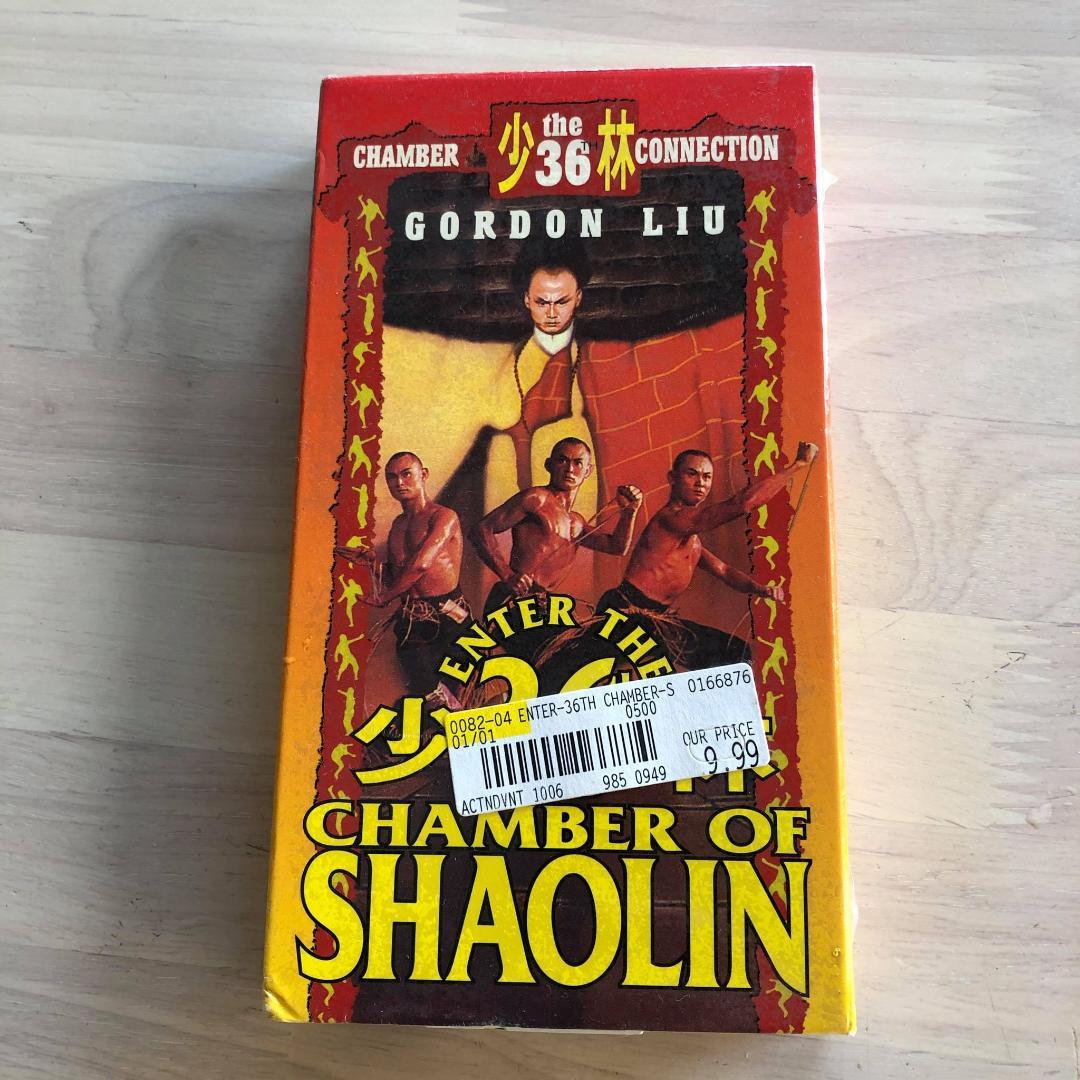 CHAMBER 少 the 36TH 林 CONNECTION
GORDON LIU
ENTER THE
36
少
0082-04 ENTER-36TH CHAMBER-S 0166876
01/01 0500
OUR PRICE
9.99
ACTNDVNT 1006 985 0949
CHAMBER OF
SHAOLIN